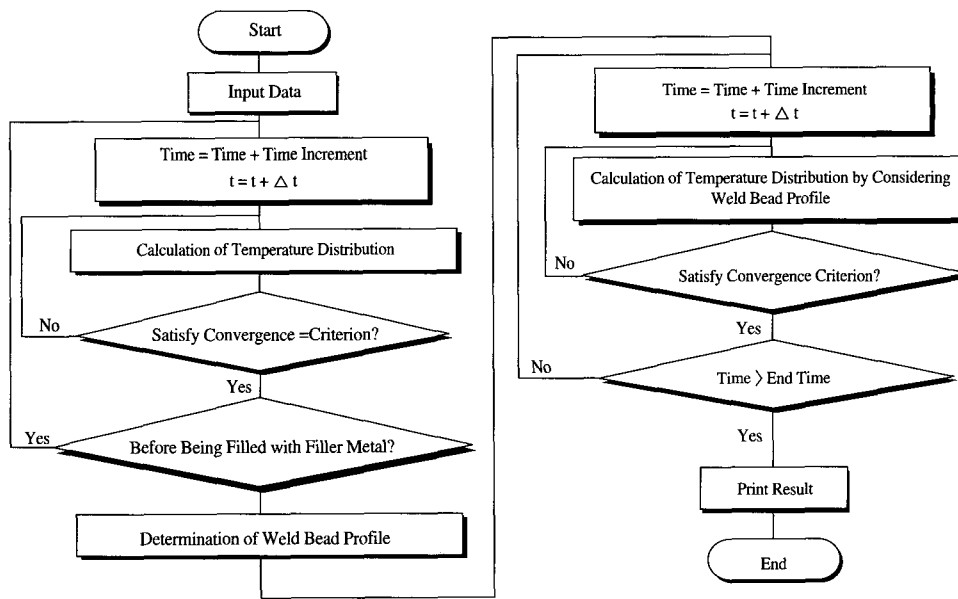 Start
Input Data
Time = Time + Time Increment
t = t + △ t
Calculation of Temperature Distribution
No
Satisfy Convergence =Criterion?
Yes
Yes
Before Being Filled with Filler Metal?
Determination of Weld Bead Profile
Time = Time + Time Increment
t = t + △ t
Calculation of Temperature Distribution by Considering
Weld Bead Profile
No
Satisfy Convergence Criterion?
Yes
No
Time 〉 End Time
Yes
Print Result
End